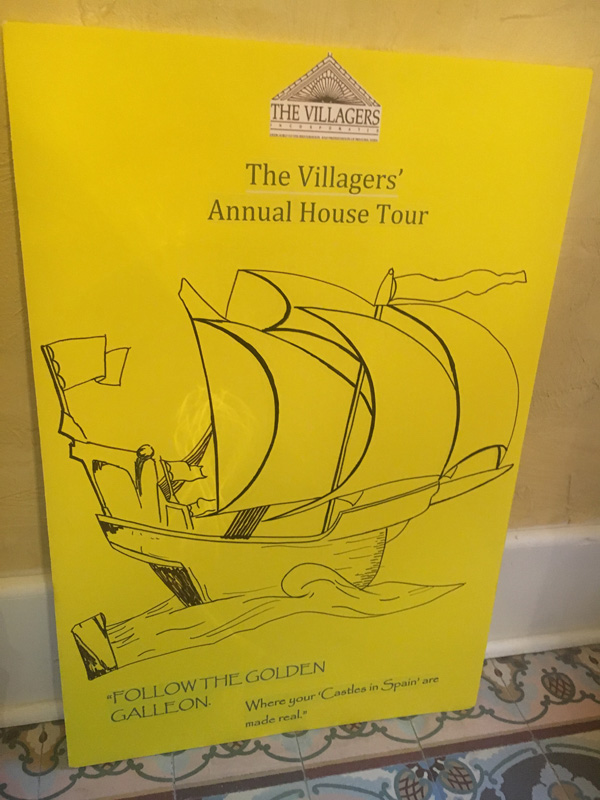 THE VILLAGERS
INCORPORATED
The Villagers'
Annual House Tour
"FOLLOW THE GOLDEN
GALLEON.
Where your 'Castles in Spain' are
made real."